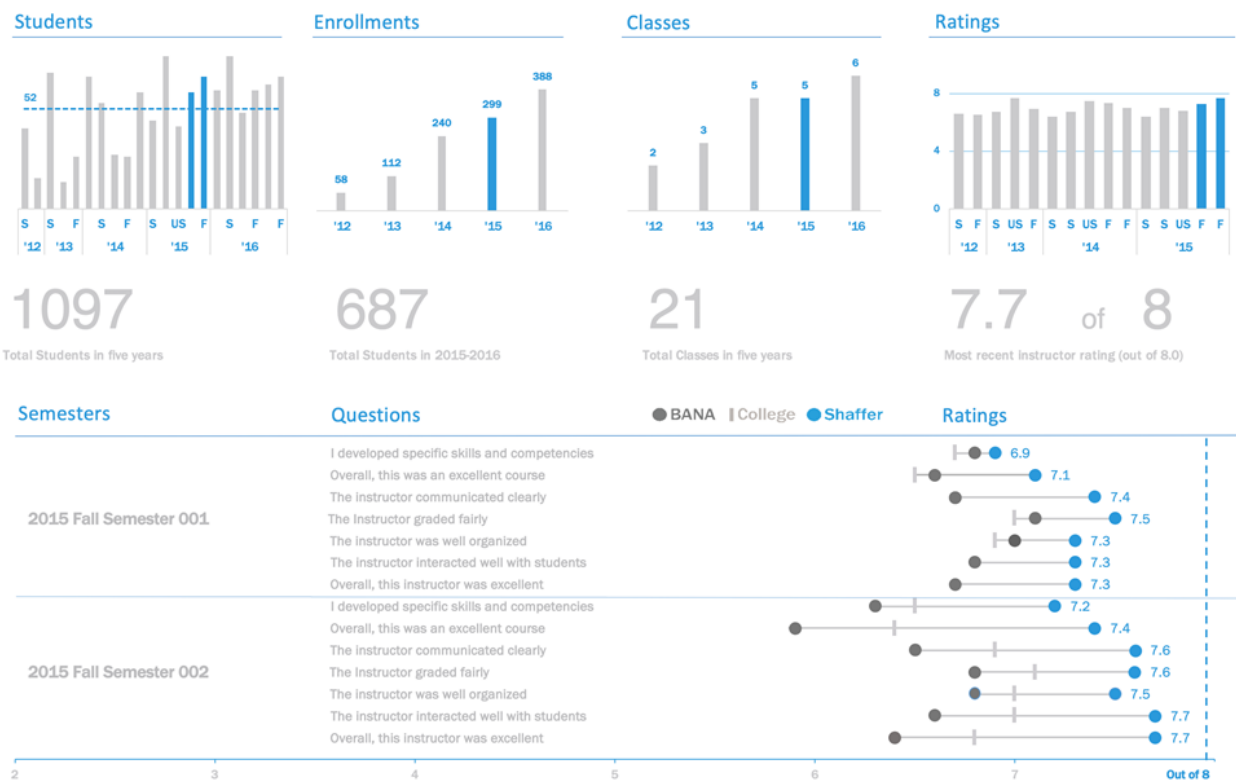 Students
Enrollments
Classes
Ratings
52
S S F S F S US F S F
'12 '13 '14 '15 '16
58 112 240 299 388
'12 '13 '14 '15 '16
2 3 5 5 6
'12 '13 '14 '15 '16
8
4
0
S F S US F S S US F F S S US F F
'12 '13 '14 '15
1097
Total Students in five years
687
Total Students in 2015-2016
21
Total Classes in five years
7.7 of 8
Most recent instructor rating (out of 8.0)
Semesters
Questions
BANA College Shaffer
Ratings
2015 Fall Semester 001
I developed specific skills and competencies 6.9
Overall, this was an excellent course 7.1
The instructor communicated clearly 7.4
The Instructor graded fairly 7.5
The instructor was well organized 7.3
The instructor interacted well with students 7.3
Overall, this instructor was excellent 7.3
2015 Fall Semester 002
I developed specific skills and competencies 7.2
Overall, this was an excellent course 7.4
The instructor communicated clearly 7.6
The Instructor graded fairly 7.6
The instructor was well organized 7.5
The instructor interacted well with students 7.7
Overall, this instructor was excellent 7.7
2 3 4 5 6 7 Out of 8